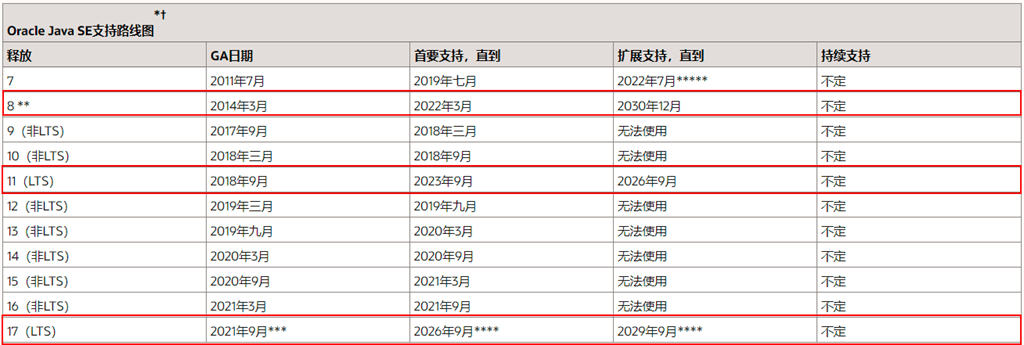 Oracle Java SE支持路线图*†
释放 GA日期 首要支持，直到 扩展支持，直到 持续支持
7 2011年7月 2019年七月 2022年7月***** 不定
8 ** 2014年3月 2022年3月 2030年12月 不定
9（非LTS） 2017年9月 2018年三月 无法使用 不定
10（非LTS） 2018年三月 2018年9月 无法使用 不定
11（LTS） 2018年9月 2023年9月 2026年9月 不定
12（非LTS） 2019年三月 2019年九月 无法使用 不定
13（非LTS） 2019年九月 2020年3月 无法使用 不定
14（非LTS） 2020年3月 2020年9月 无法使用 不定
15（非LTS） 2020年9月 2021年3月 无法使用 不定
16（非LTS） 2021年3月 2021年9月 无法使用 不定
17（LTS） 2021年9月*** 2026年9月**** 2029年9月**** 不定